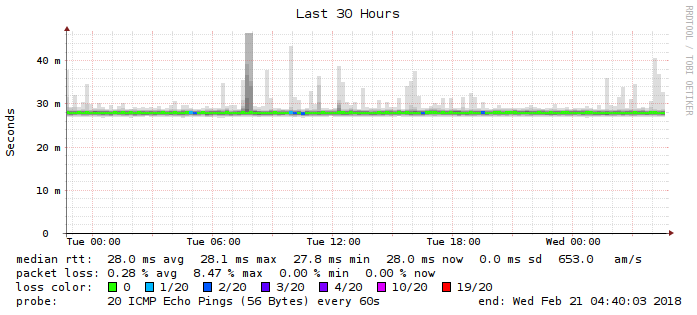 Last 30 Hours
RRDTOOL / TOBI OETIKER
Seconds
40 m
30 m
20 m
10 m
0
Tue 00:00 Tue 06:00 Tue 12:00 Tue 18:00 Wed 00:00
median rtt: 28.0 ms avg 28.1 ms max 27.8 ms min 28.0 ms now 0.0 ms sd 653.0 am/s
packet loss: 0.28 % avg 8.47 % max 0.00 % min 0.00 % now
loss color: 0 1/20 2/20 3/20 4/20 10/20 19/20
probe: 20 ICMP Echo Pings (56 Bytes) every 60s end: Wed Feb 21 04:40:03 2018